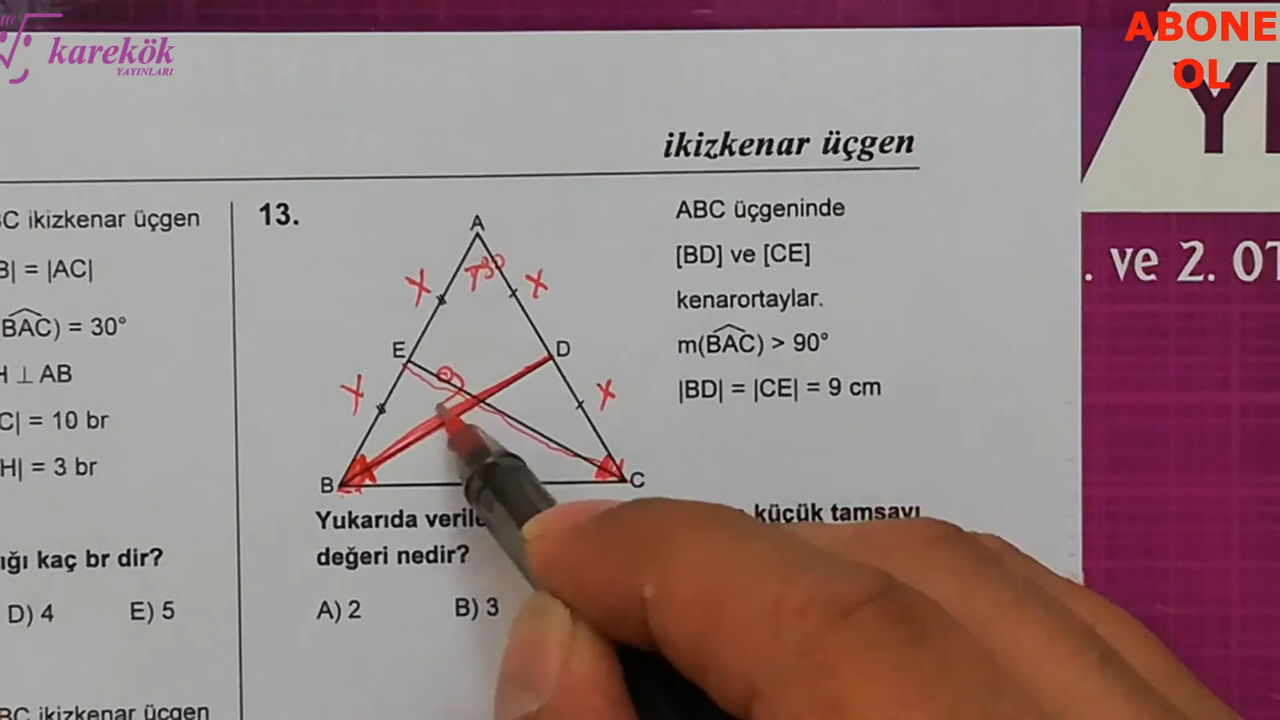 karekök
YAYINLARI
ABONE
OL
ikizkenar üçgen
. ve 2.
BC ikizkenar üçgen
B| = |AC|
BAC) = 30°
H ⊥ AB
C| = 10 br
H| = 3 br
ığı kaç br dir?
D) 4 E) 5
BC ikizkenar üçgen
13.
A
X X
E D
9
X X
B C
ABC üçgeninde
[BD] ve [CE]
kenarortaylar.
m(BAC) > 90°
|BD| = |CE| = 9 cm
Yukarıda küçük tamsayı
değeri nedir?
A) 2 B) 3